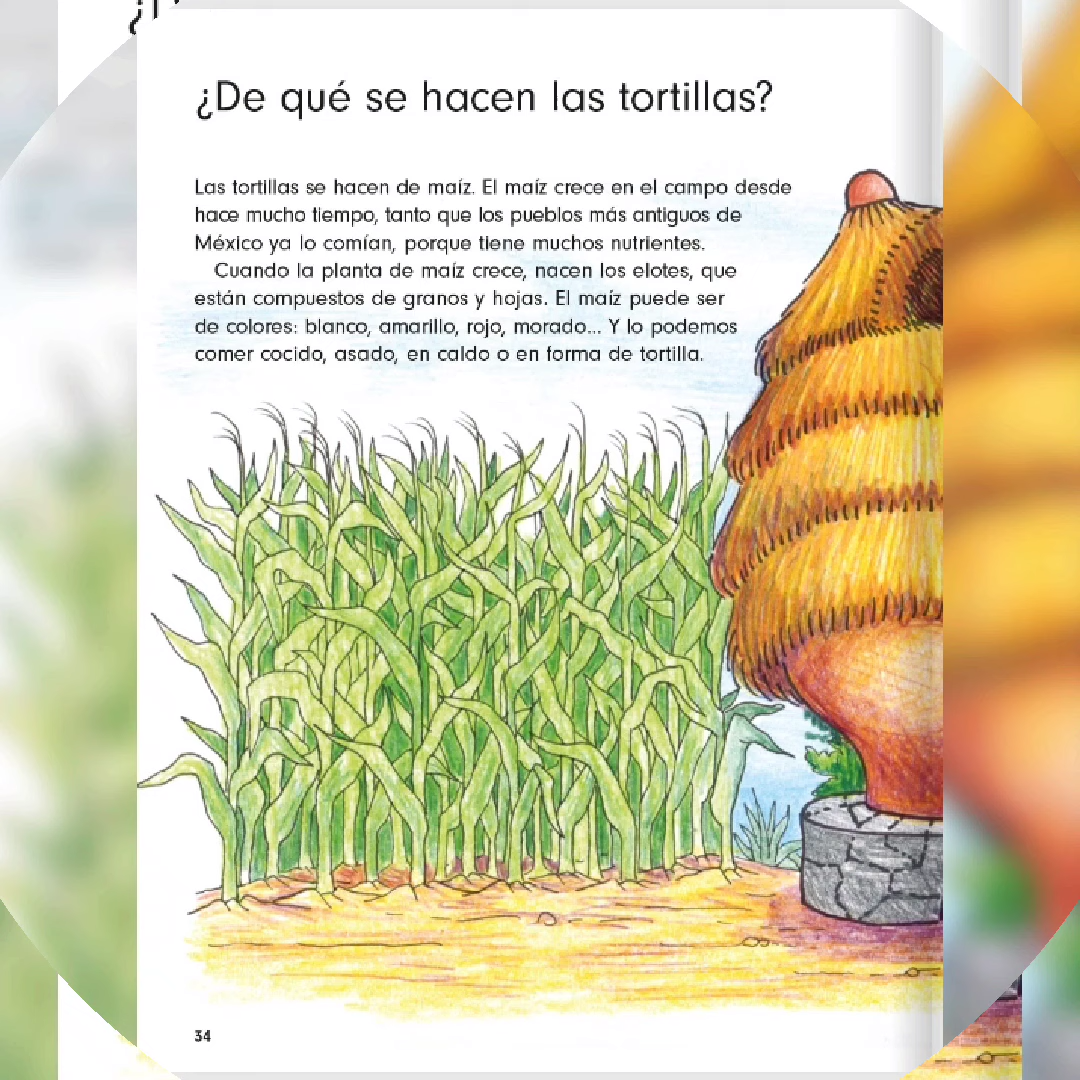 ¿De qué se hacen las tortillas?
Las tortillas se hacen de maíz. El maíz crece en el campo desde
hace mucho tiempo, tanto que los pueblos más antiguos de
México ya lo comían, porque tiene muchos nutrientes.
Cuando la planta de maíz crece, nacen los elotes, que
están compuestos de granos y hojas. El maíz puede ser
de colores: blanco, amarillo, rojo, morado... Y lo podemos
comer cocido, asado, en caldo o en forma de tortilla.
34